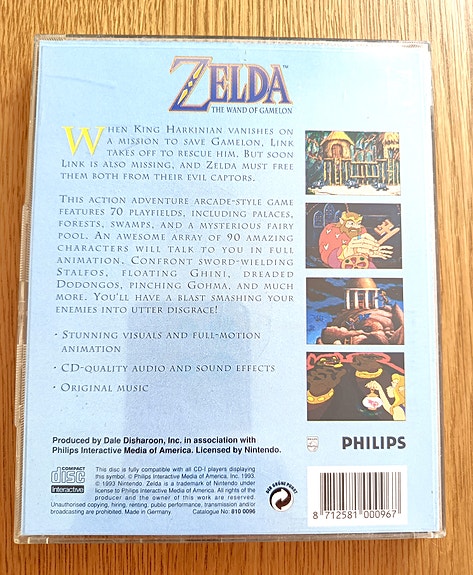 ZELDA™
THE WAND OF GAMELON
WHEN KING HARKINIAN VANISHES ON
A MISSION TO SAVE GAMELON, LINK
TAKES OFF TO RESCUE HIM. BUT SOON
LINK IS ALSO MISSING, AND ZELDA MUST FREE
THEM BOTH FROM THEIR EVIL CAPTORS.
THIS ACTION ADVENTURE ARCADE-STYLE GAME
FEATURES 70 PLAYFIELDS, INCLUDING PALACES,
FORESTS, SWAMPS, AND A MYSTERIOUS FAIRY
POOL. AN AWESOME ARRAY OF 90 AMAZING
CHARACTERS WILL TALK TO YOU IN FULL
ANIMATION. CONFRONT SWORD-WIELDING
STALFOS, FLOATING GHINI, DREADED
DODONGOS, PINCHING GOHMA, AND MUCH
MORE. YOU'LL HAVE A BLAST SMASHING YOUR
ENEMIES INTO UTTER DISGRACE!
• STUNNING VISUALS AND FULL-MOTION
ANIMATION
• CD-QUALITY AUDIO AND SOUND EFFECTS
• ORIGINAL MUSIC
Produced by Dale Disharoon, Inc. in association with
Philips Interactive Media of America. Licensed by Nintendo.
PHILIPS
COMPACT
disc
Interactive
This disc is fully compatible with all CD-I players displaying
this symbol. © Philips Interactive Media of America, Inc. 1993.
© 1993 Nintendo. Zelda is a trademark of Nintendo under
license to Philips Interactive Media of America. All rights of the
producer and the owner of this work are reserved.
Unauthorised copying, hiring, renting, public performance, transmission and/or
broadcasting are prohibited. Made in Germany. Catalogue No: 810 0096
DER GRÜNE PUNKT
8 712581 000967